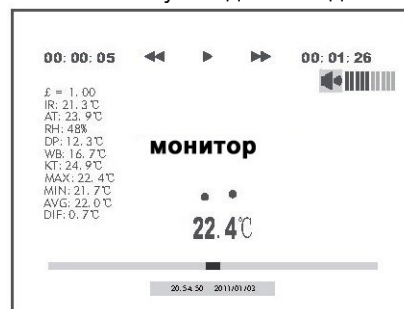 00:00:05 00:01:26
£ = 1.00
IR: 21.3℃
AT: 23.9℃
RH: 48%
DP: 12.3℃
WB: 16.7℃
KT: 24.9℃
MAX: 22.4℃
MIN: 21.7℃
AVG: 22.0℃
DIF: 0.7℃
монитор
22.4℃
20:54:50 2011/01/02